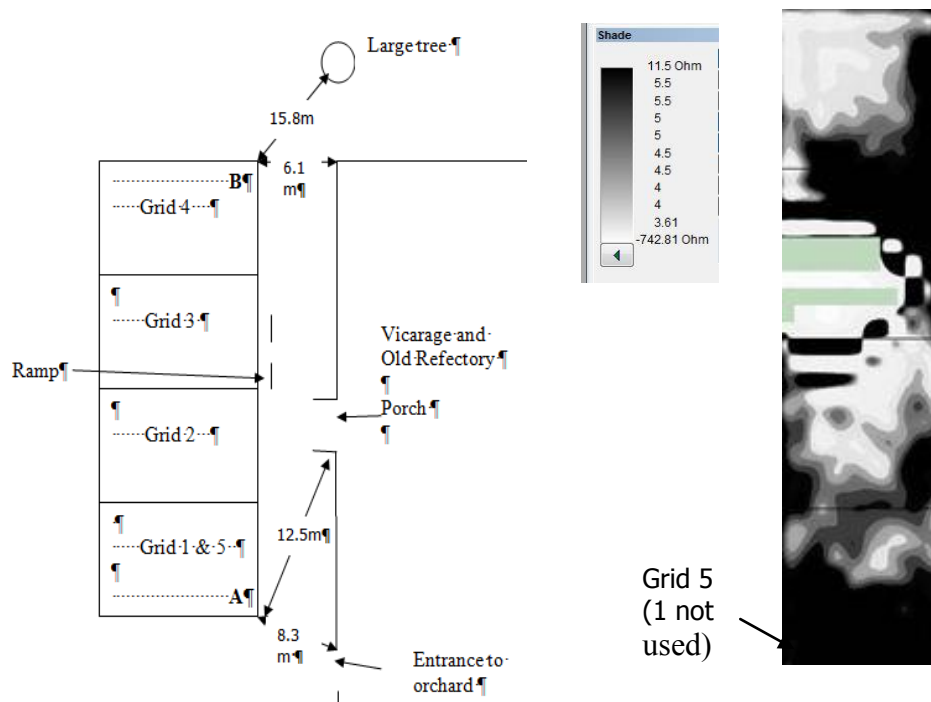 Large tree ¶
15.8m
6.1
m¶
B¶
Grid 4 ¶
¶
Grid 3 ¶
Ramp¶
¶
Grid 2 ¶
¶
Grid 1 & 5 ¶
¶
A¶
Vicarage and
Old Refectory ¶
¶
Porch ¶
¶
12.5m¶
8.3
m ¶
Entrance to
orchard ¶
Shade
11.5 Ohm
5.5
5.5
5
5
4.5
4.5
4
4
3.61
-742.81 Ohm
Grid 5
(1 not
used)